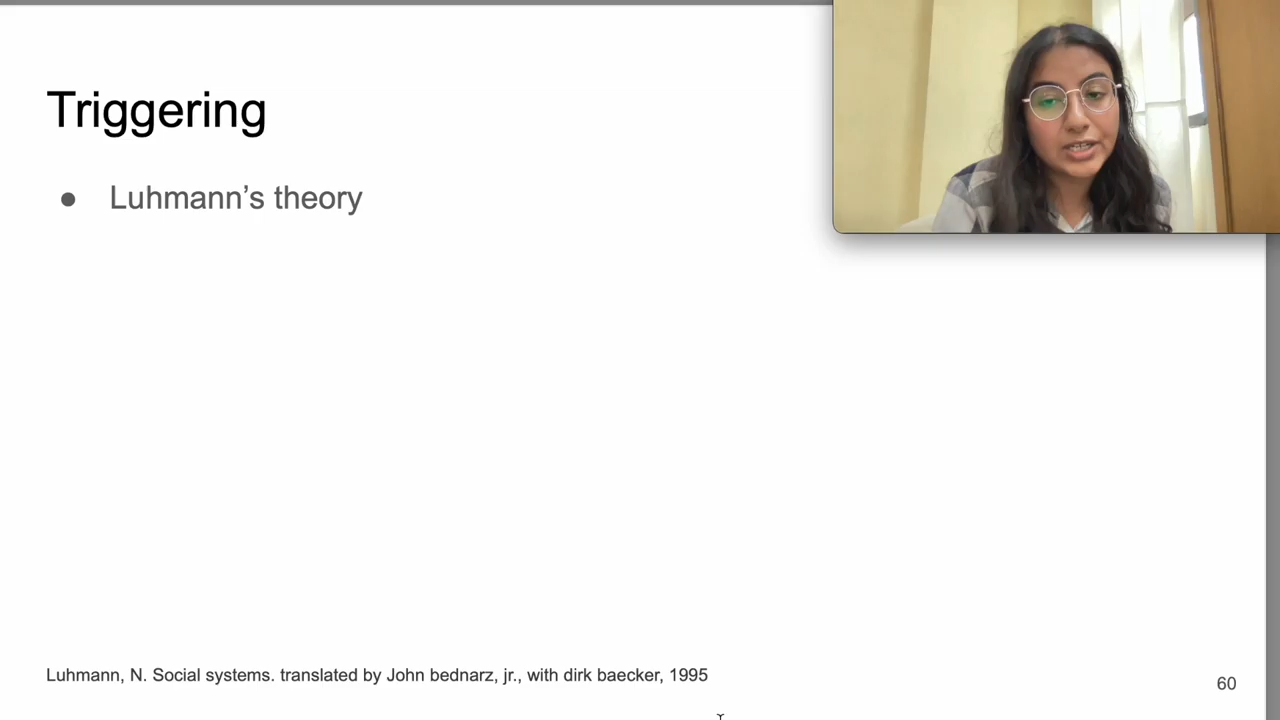 Triggering
● Luhmann’s theory
Luhmann, N. Social systems. translated by John bednarz, jr., with dirk baecker, 1995
60